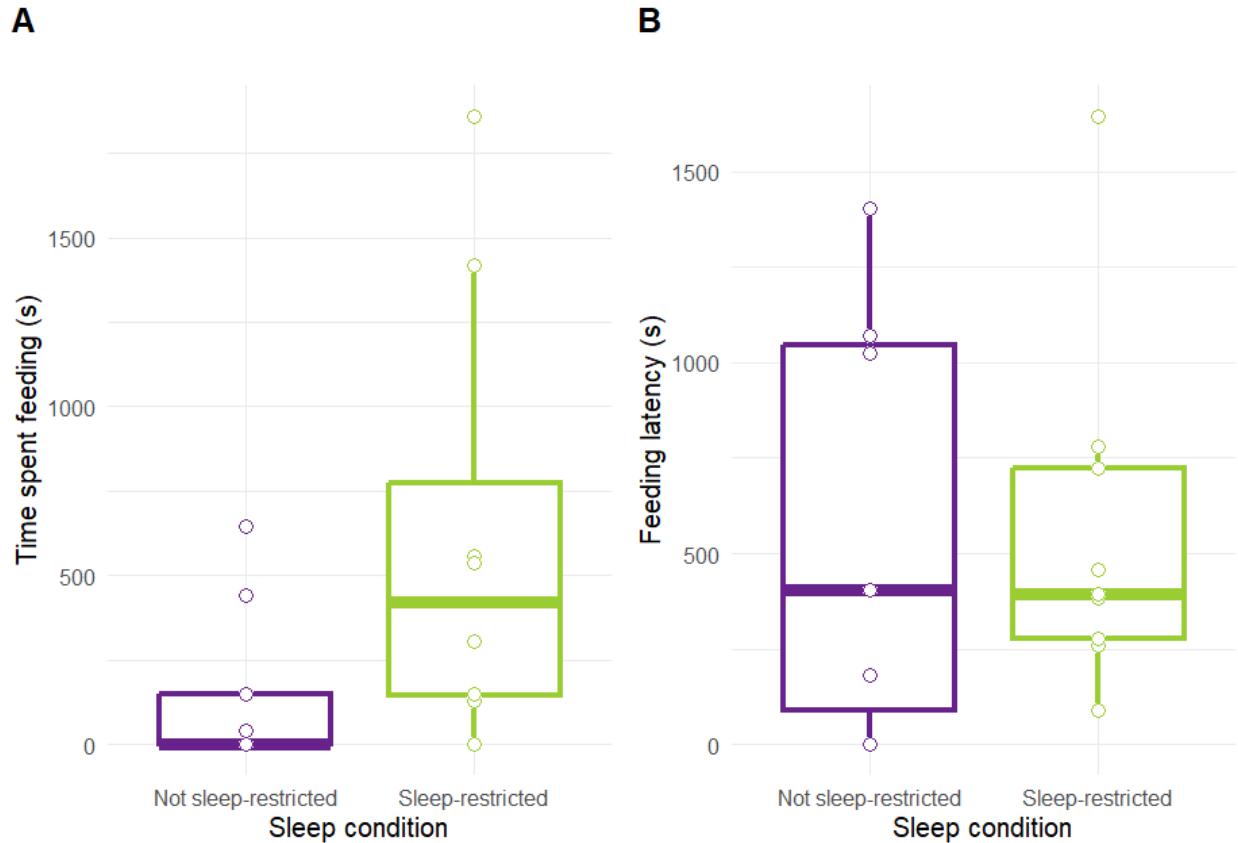 A
Time spent feeding (s)
1500
1000
500
0
Not sleep-restricted
Sleep-restricted
Sleep condition
B
Feeding latency (s)
1500
1000
500
0
Not sleep-restricted
Sleep-restricted
Sleep condition